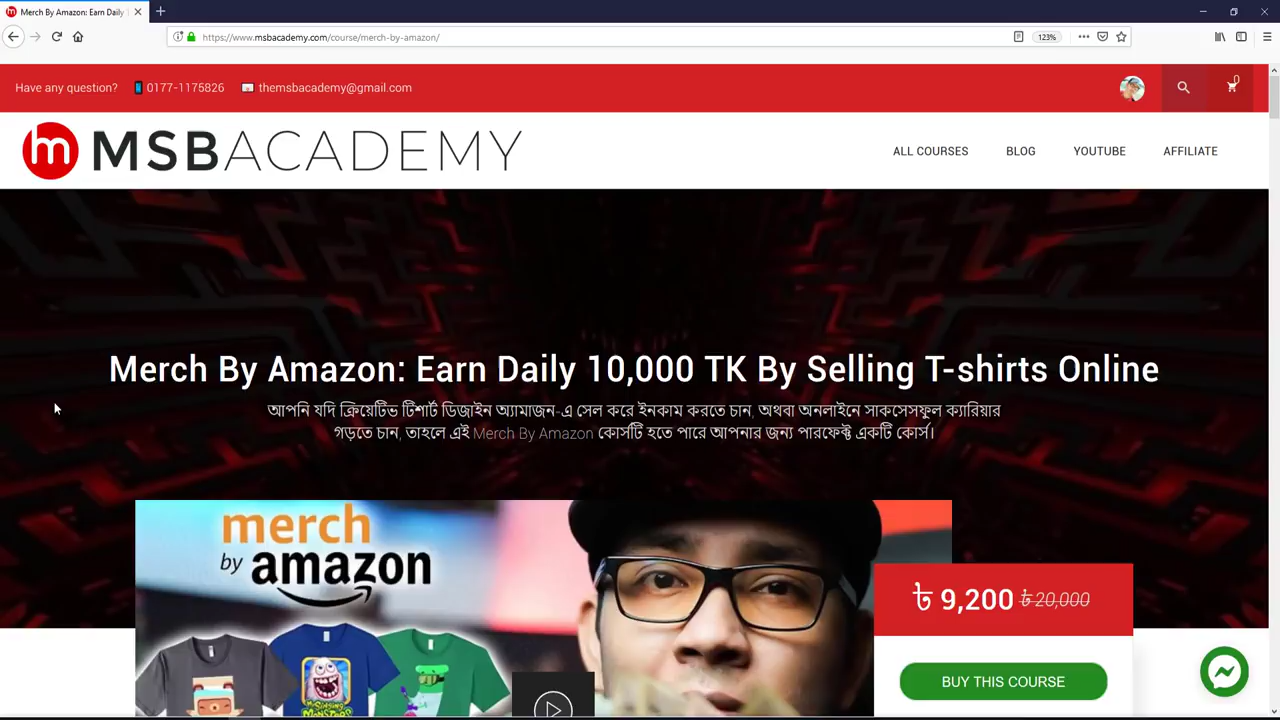 Merch By Amazon: Earn Daily
https://www.msbacademy.com/course/merch-by-amazon/
123%
Have any question? 0177-1175826 themsbacademy@gmail.com
0
m MSBACADEMY
ALL COURSES BLOG YOUTUBE AFFILIATE
Merch By Amazon: Earn Daily 10,000 TK By Selling T-shirts Online
আপনি যদি ক্রিয়েটিভ টিশার্ট ডিজাইন অ্যামাজন-এ সেল করে ইনকাম করতে চান, অথবা অনলাইনে সাকসেসফুল ক্যারিয়ার
গড়তে চান, তাহলে এই Merch By Amazon কোর্সটি হতে পারে আপনার জন্য পারফেক্ট একটি কোর্স।
merch
by amazon
৳ 9,200 ৳ 20,000
BUY THIS COURSE